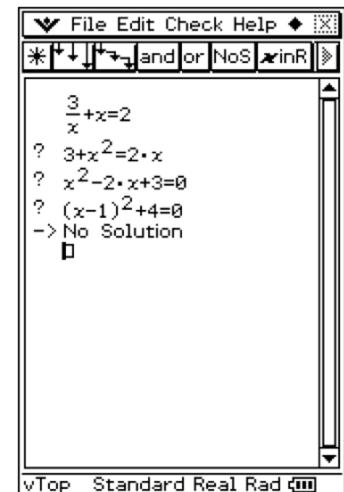 File Edit Check Help
and or NoS xinR
3/x+x=2
? 3+x²=2·x
? x²-2·x+3=0
? (x-1)²+4=0
-> No Solution
vTop Standard Real Rad